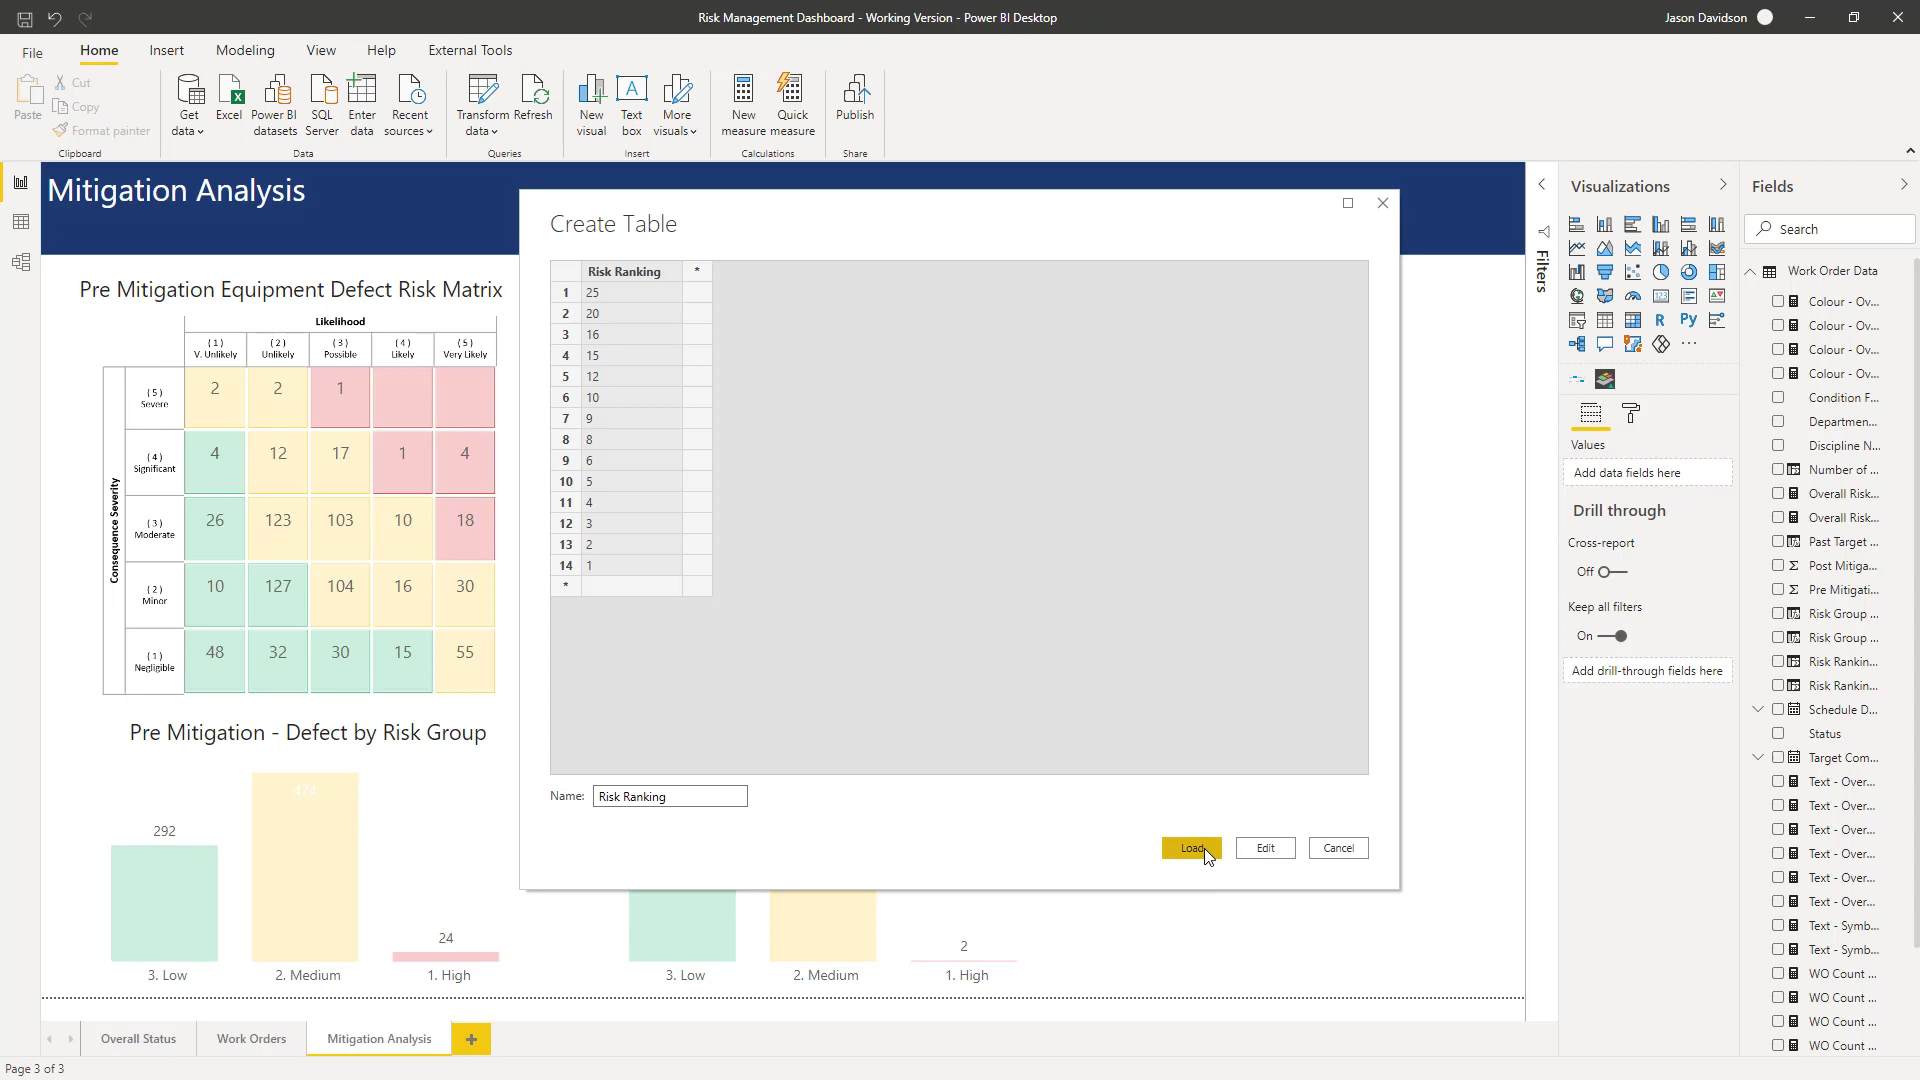 Risk Management Dashboard - Working Version - Power BI Desktop
Jason Davidson
File
Home
Insert
Modeling
View
Help
External Tools
Paste
Cut
Copy
Format painter
Clipboard
Get data
Excel
Power BI datasets
SQL Server
Enter data
Recent sources
Data
Transform data
Refresh
Queries
New visual
Text box
More visuals
Insert
New measure
Quick measure
Calculations
Publish
Share
Mitigation Analysis
Pre Mitigation Equipment Defect Risk Matrix
Likelihood
( 1 ) V. Unlikely
( 2 ) Unlikely
( 3 ) Possible
( 4 ) Likely
( 5 ) Very Likely
Consequence Severity
( 5 ) Severe
2 2 1
( 4 ) Significant
4 12 17 1 4
( 3 ) Moderate
26 123 103 10 18
( 2 ) Minor
10 127 104 16 30
( 1 ) Negligible
48 32 30 15 55
Pre Mitigation - Defect by Risk Group
474
292
24
3. Low
2. Medium
1. High
2
3. Low
2. Medium
1. High
Create Table
Risk Ranking *
1 25
2 20
3 16
4 15
5 12
6 10
7 9
8 8
9 6
10 5
11 4
12 3
13 2
14 1
*
Name: Risk Ranking
Load
Edit
Cancel
Filters
Visualizations
R
Py
123
...
Values
Add data fields here
Drill through
Cross-report
Off
Keep all filters
On
Add drill-through fields here
Fields
Search
Work Order Data
Colour - Ov...
Colour - Ov...
Colour - Ov...
Colour - Ov...
Condition F...
Departmen...
Discipline N...
Number of ...
Overall Risk...
Overall Risk...
Past Target ...
Σ Post Mitiga...
Σ Pre Mitigati...
Risk Group ...
Risk Group ...
Risk Rankin...
Risk Rankin...
Schedule D...
Status
Target Com...
Text - Over...
Text - Over...
Text - Over...
Text - Over...
Text - Over...
Text - Over...
Text - Symb...
Text - Symb...
WO Count ...
WO Count ...
WO Count ...
WO Count ...
Overall Status
Work Orders
Mitigation Analysis
+
Page 3 of 3